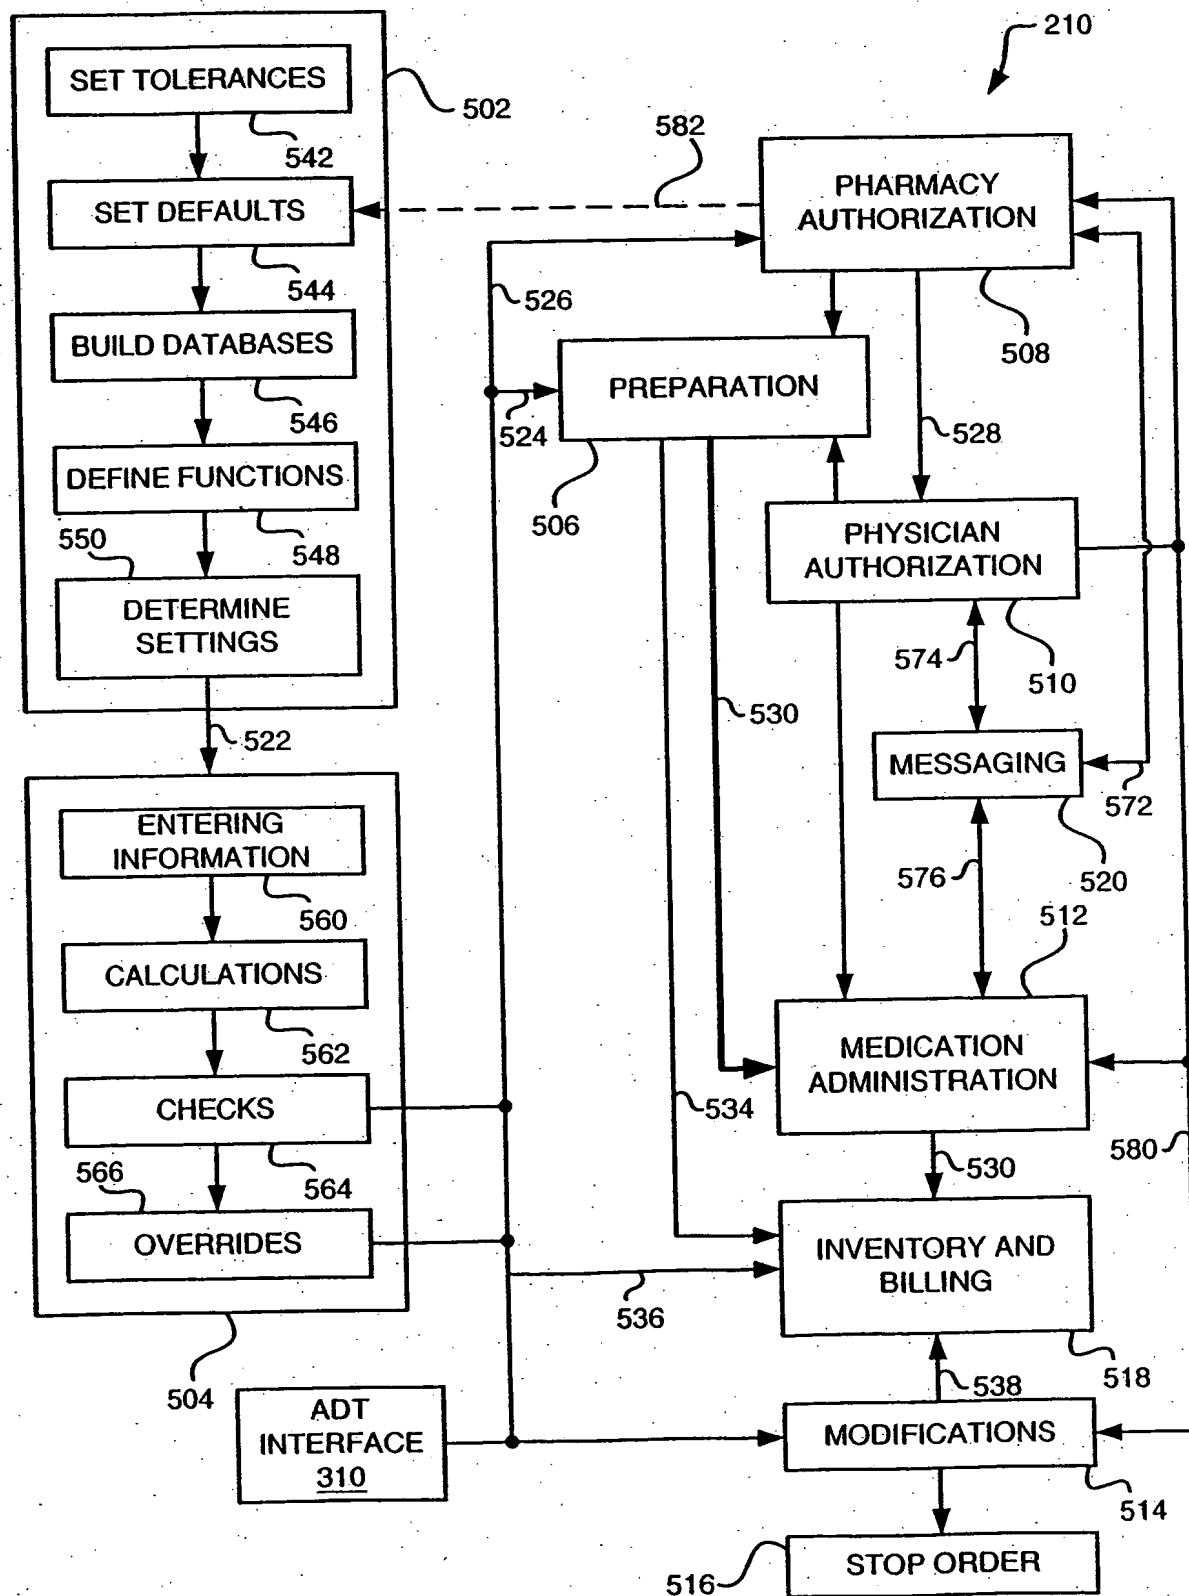 210
SET TOLERANCES
502
542
582
PHARMACY
AUTHORIZATION
SET DEFAULTS
544
526
508
BUILD DATABASES
PREPARATION
524
546
528
DEFINE FUNCTIONS
506
550
548
PHYSICIAN
AUTHORIZATION
DETERMINE
SETTINGS
574
510
530
522
MESSAGING
572
ENTERING
INFORMATION
576
520
560
512
CALCULATIONS
562
MEDICATION
ADMINISTRATION
CHECKS
534
580
566
564
530
OVERRIDES
INVENTORY AND
BILLING
536
504
538
518
ADT
INTERFACE
310
MODIFICATIONS
514
516
STOP ORDER